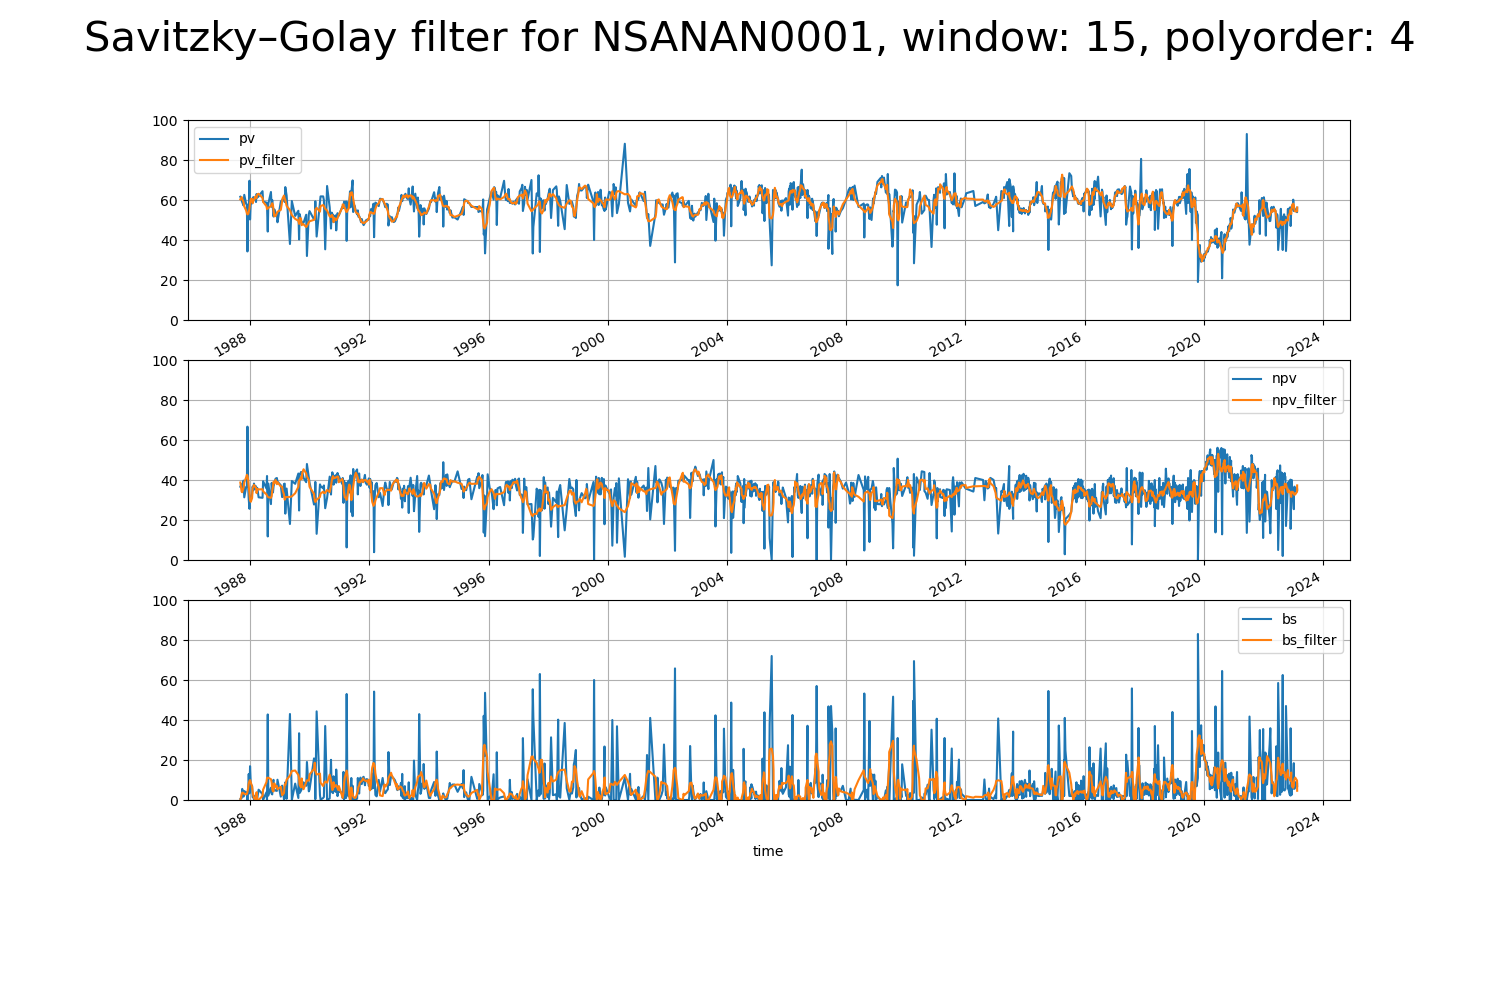 Savitzky–Golay filter for NSANAN0001, window: 15, polyorder: 4
100
80
60
40
20
0
pv
pv_filter
1988 1992 1996 2000 2004 2008 2012 2016 2020 2024
100
80
60
40
20
0
npv
npv_filter
1988 1992 1996 2000 2004 2008 2012 2016 2020 2024
100
80
60
40
20
0
bs
bs_filter
1988 1992 1996 2000 2004 2008 2012 2016 2020 2024
time